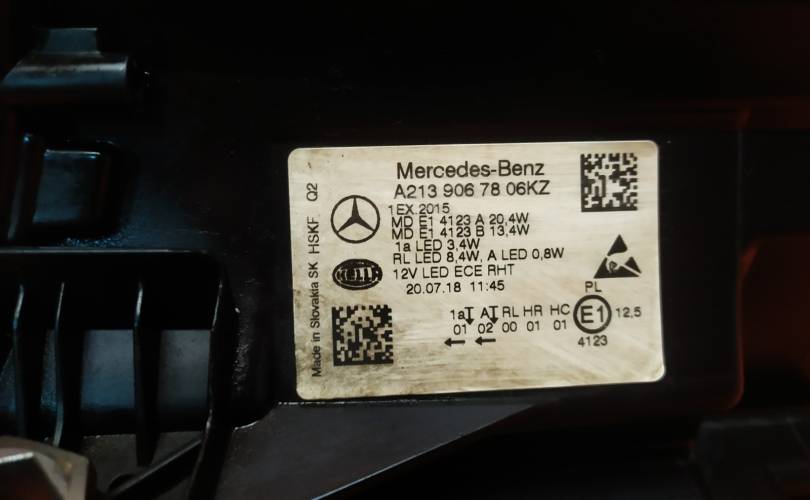 Mercedes-Benz
A213 906 78 06KZ
1EX.2015
MD E1 4123 A 20,4W
MD E1 4123 B 13,4W
1a LED 3,4W
RL LED 8,4W, A LED 0,8W
12V LED ECE RHT
20.07.18 11:45
HELLA
PL
1a A RL HR HC
01 02 00 01 01
E1 12,5
4123
Made in Slovakia SK HSKF Q2